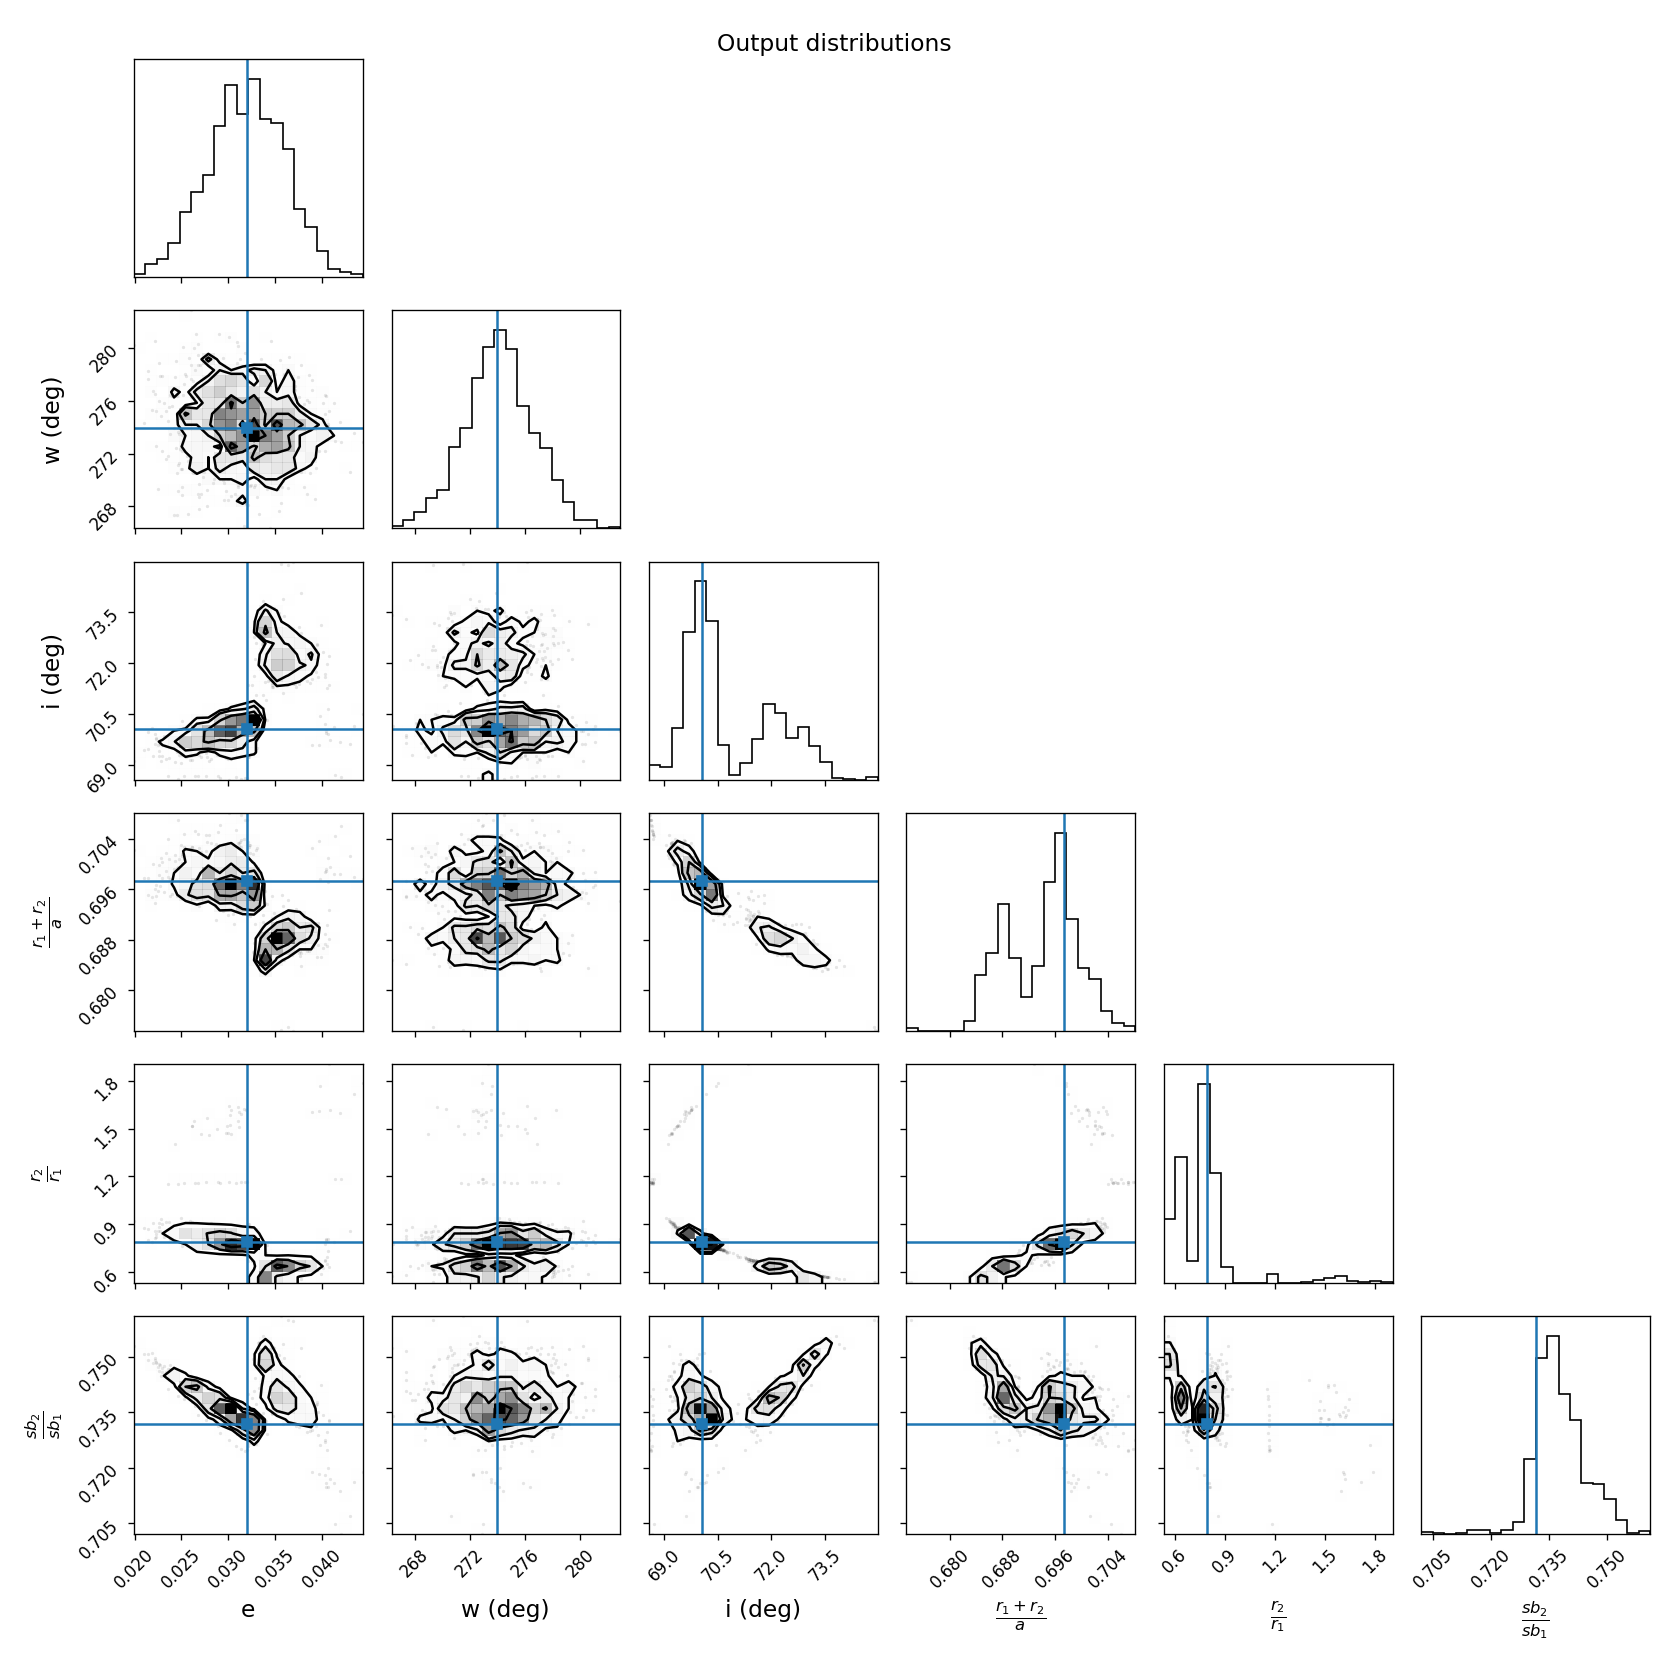 Output distributions
w (deg)
280
276
272
268
i (deg)
73.5
72.0
70.5
69.0
r₁ + r₂
a
0.704
0.696
0.688
0.680
r₂
r₁
1.8
1.5
1.2
0.9
0.6
sb₂
sb₁
0.750
0.735
0.720
0.705
0.020 0.025 0.030 0.035 0.040
268 272 276 280
69.0 70.5 72.0 73.5
0.680 0.688 0.696 0.704
0.6 0.9 1.2 1.5 1.8
0.705 0.720 0.735 0.750
e
w (deg)
i (deg)
r₁ + r₂
a
r₂
r₁
sb₂
sb₁